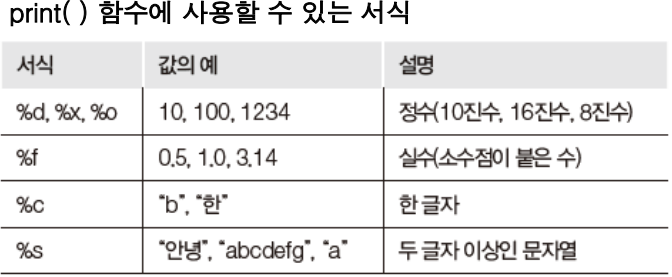 print( ) 함수에 사용할 수 있는 서식
서식 값의 예 설명
%d, %x, %o 10, 100, 1234 정수(10진수, 16진수, 8진수)
%f 0.5, 1.0, 3.14 실수(소수점이 붙은 수)
%c “b”, “한” 한 글자
%s “안녕”, “abcdefg”, “a” 두 글자 이상인 문자열